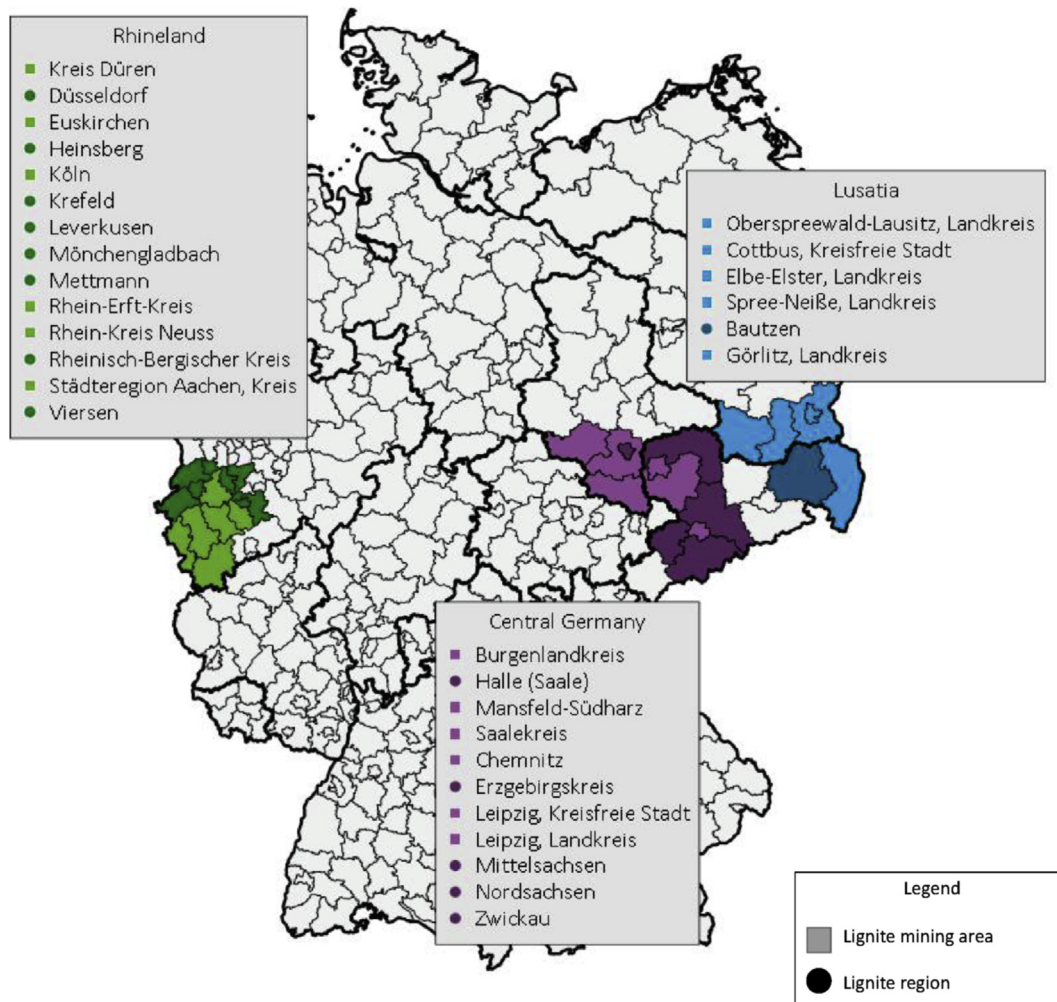 Rhineland
Kreis Düren
Düsseldorf
Euskirchen
Heinsberg
Köln
Krefeld
Leverkusen
Mönchengladbach
Mettmann
Rhein-Erft-Kreis
Rhein-Kreis Neuss
Rheinisch-Bergischer Kreis
Städteregion Aachen, Kreis
Viersen
Lusatia
Oberspreewald-Lausitz, Landkreis
Cottbus, Kreisfreie Stadt
Elbe-Elster, Landkreis
Spree-Neiße, Landkreis
Bautzen
Görlitz, Landkreis
Central Germany
Burgenlandkreis
Halle (Saale)
Mansfeld-Südharz
Saalekreis
Chemnitz
Erzgebirgskreis
Leipzig, Kreisfreie Stadt
Leipzig, Landkreis
Mittelsachsen
Nordsachsen
Zwickau
Legend
Lignite mining area
Lignite region